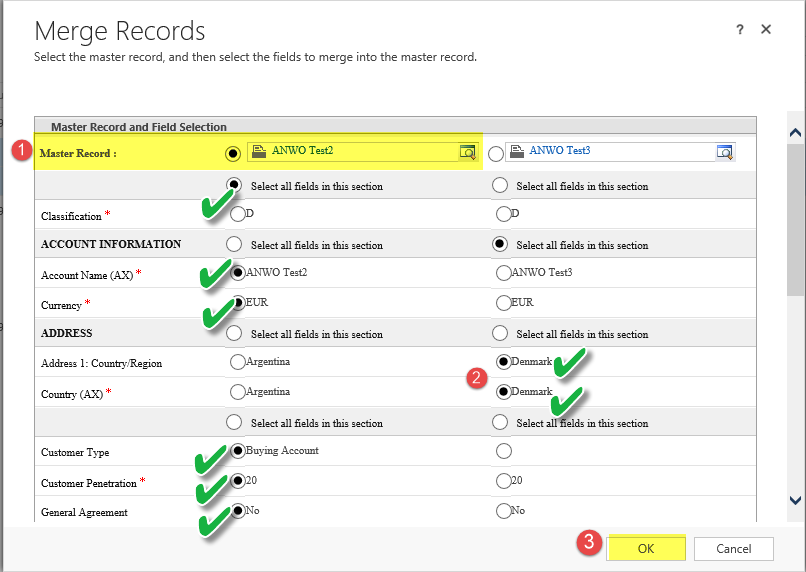 Merge Records
? ×
Select the master record, and then select the fields to merge into the master record.
Master Record and Field Selection
1 Master Record : ANWO Test2 ANWO Test3
Select all fields in this section Select all fields in this section
Classification * D D
ACCOUNT INFORMATION Select all fields in this section Select all fields in this section
Account Name (AX) * ANWO Test2 ANWO Test3
Currency * EUR EUR
ADDRESS Select all fields in this section Select all fields in this section
Address 1: Country/Region Argentina Denmark
2
Country (AX) * Argentina Denmark
Select all fields in this section Select all fields in this section
Customer Type Buying Account
Customer Penetration * 20 20
General Agreement No No
3 OK Cancel